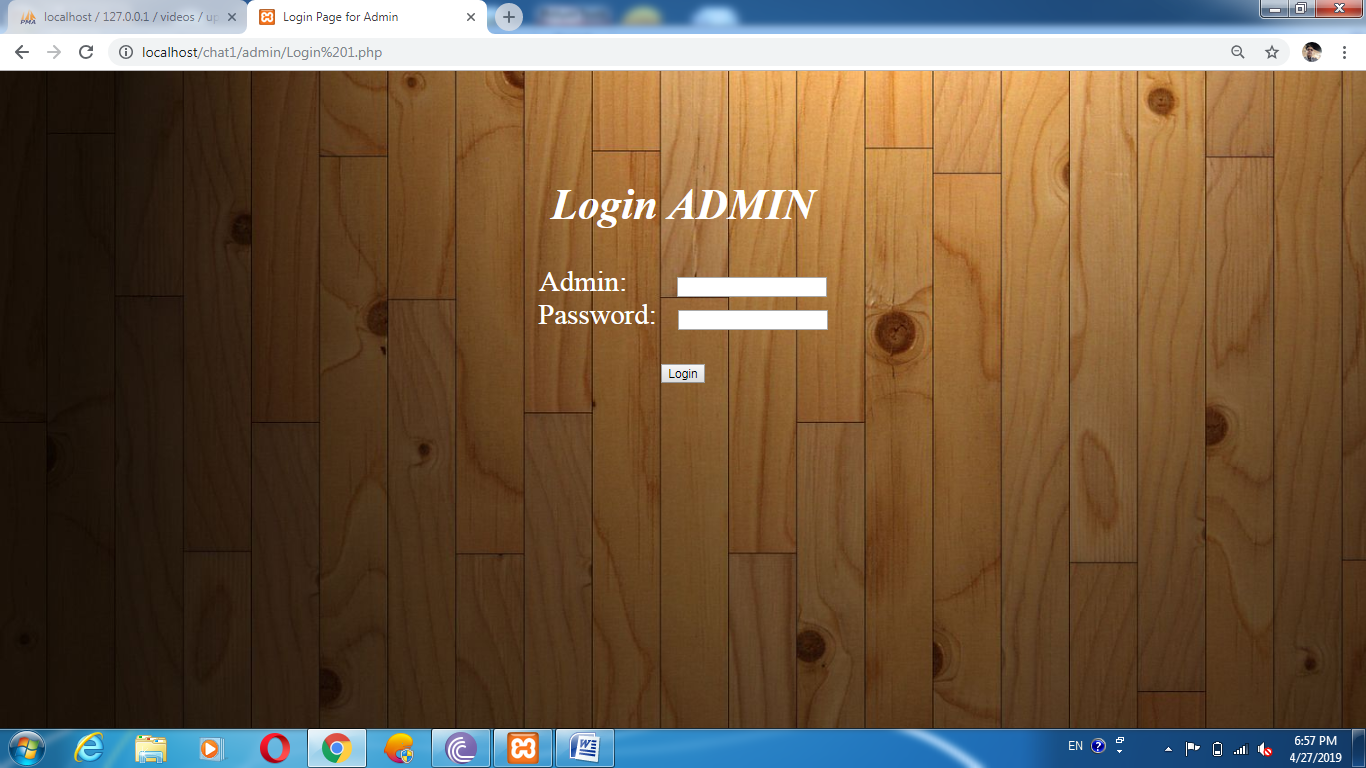 localhost / 127.0.0.1 / videos / up
Login Page for Admin
localhost/chat1/admin/Login%201.php
Login ADMIN
Admin:
Password:
Login
EN
6:57 PM
4/27/2019